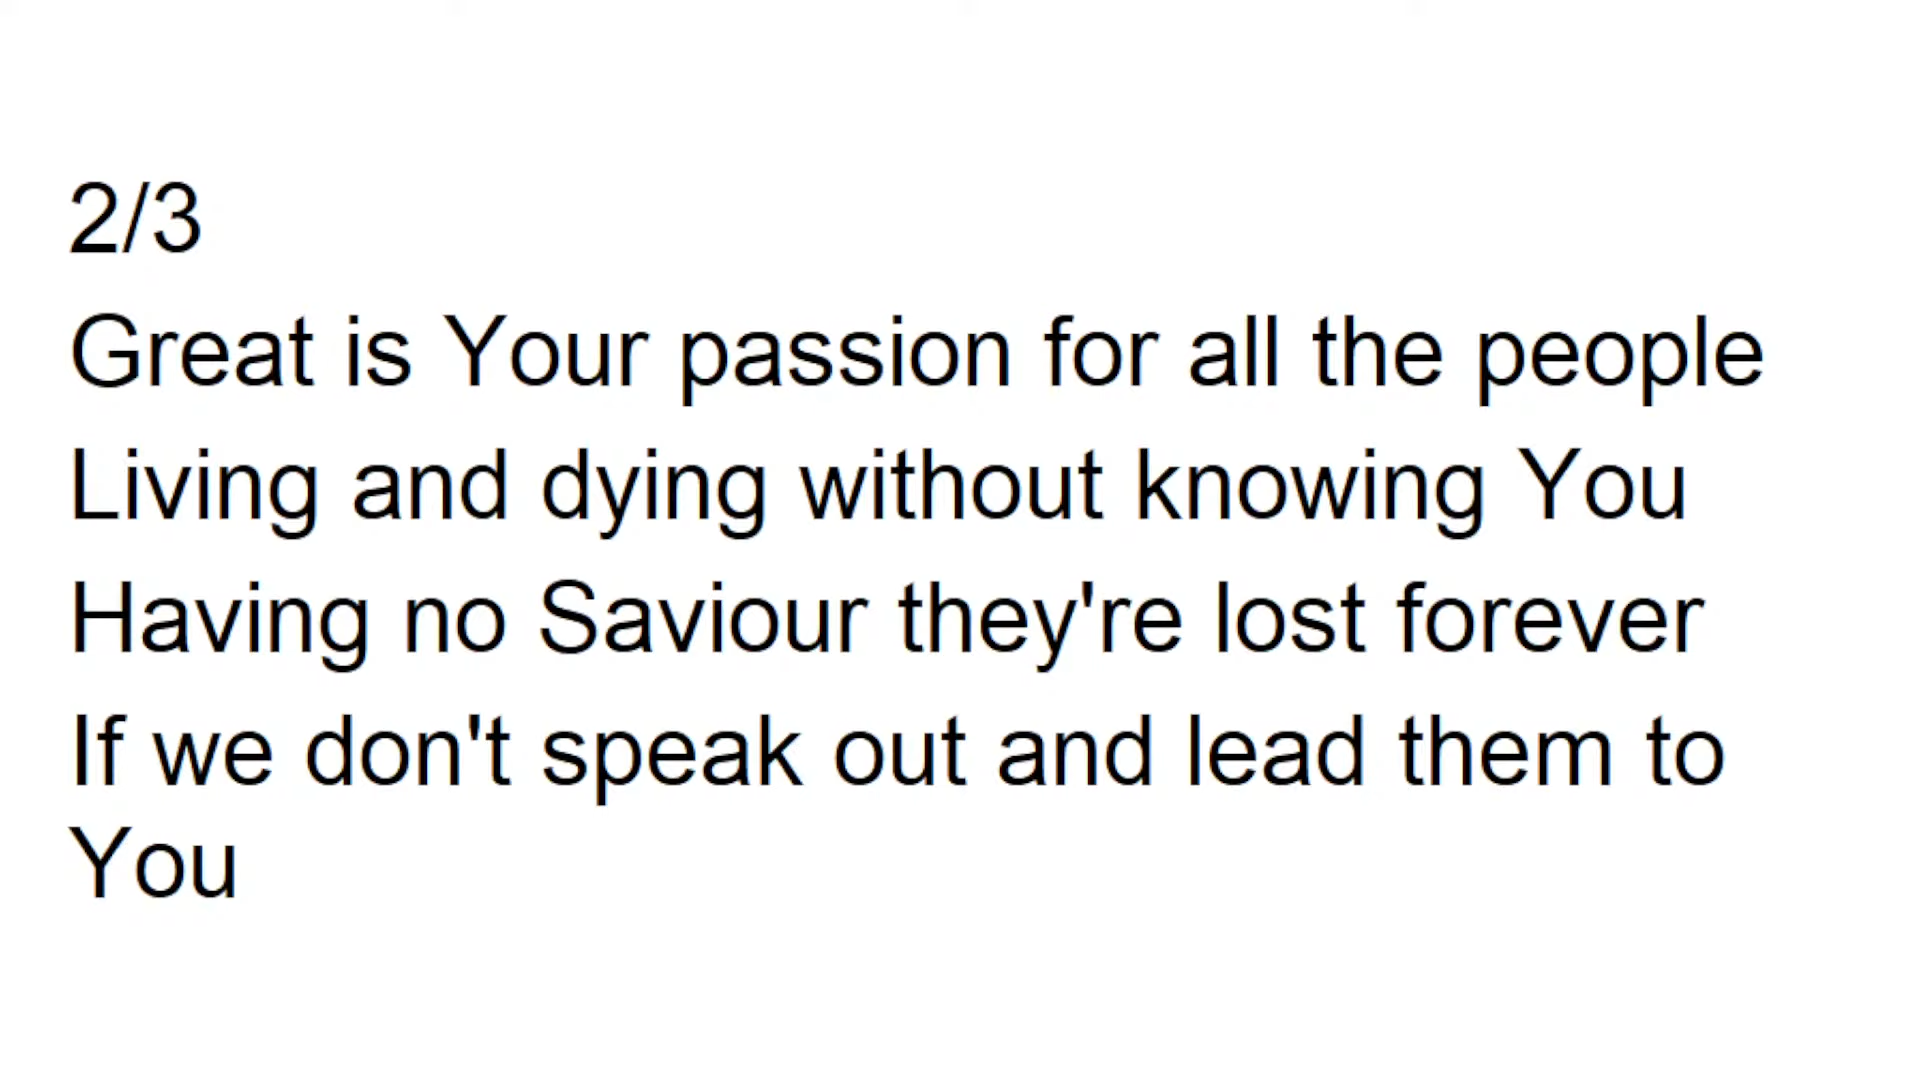 2/3
Great is Your passion for all the people
Living and dying without knowing You
Having no Saviour they're lost forever
If we don't speak out and lead them to
You